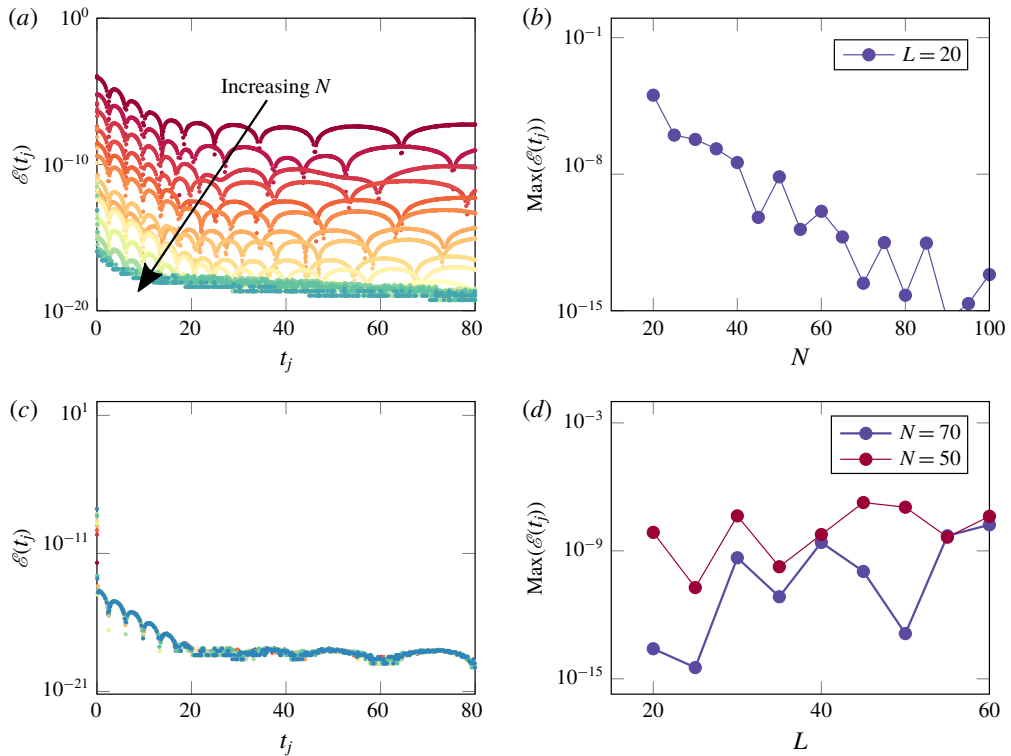 (a)
10^0
10^-10
10^-20
ℰ(t_j)
Increasing N
0 20 40 60 80
t_j
(b)
10^-1
10^-8
10^-15
Max(ℰ(t_j))
L = 20
20 40 60 80 100
N
(c)
10^1
10^-11
10^-21
ℰ(t_j)
0 20 40 60 80
t_j
(d)
10^-3
10^-9
10^-15
Max(ℰ(t_j))
N = 70
N = 50
20 40 60
L